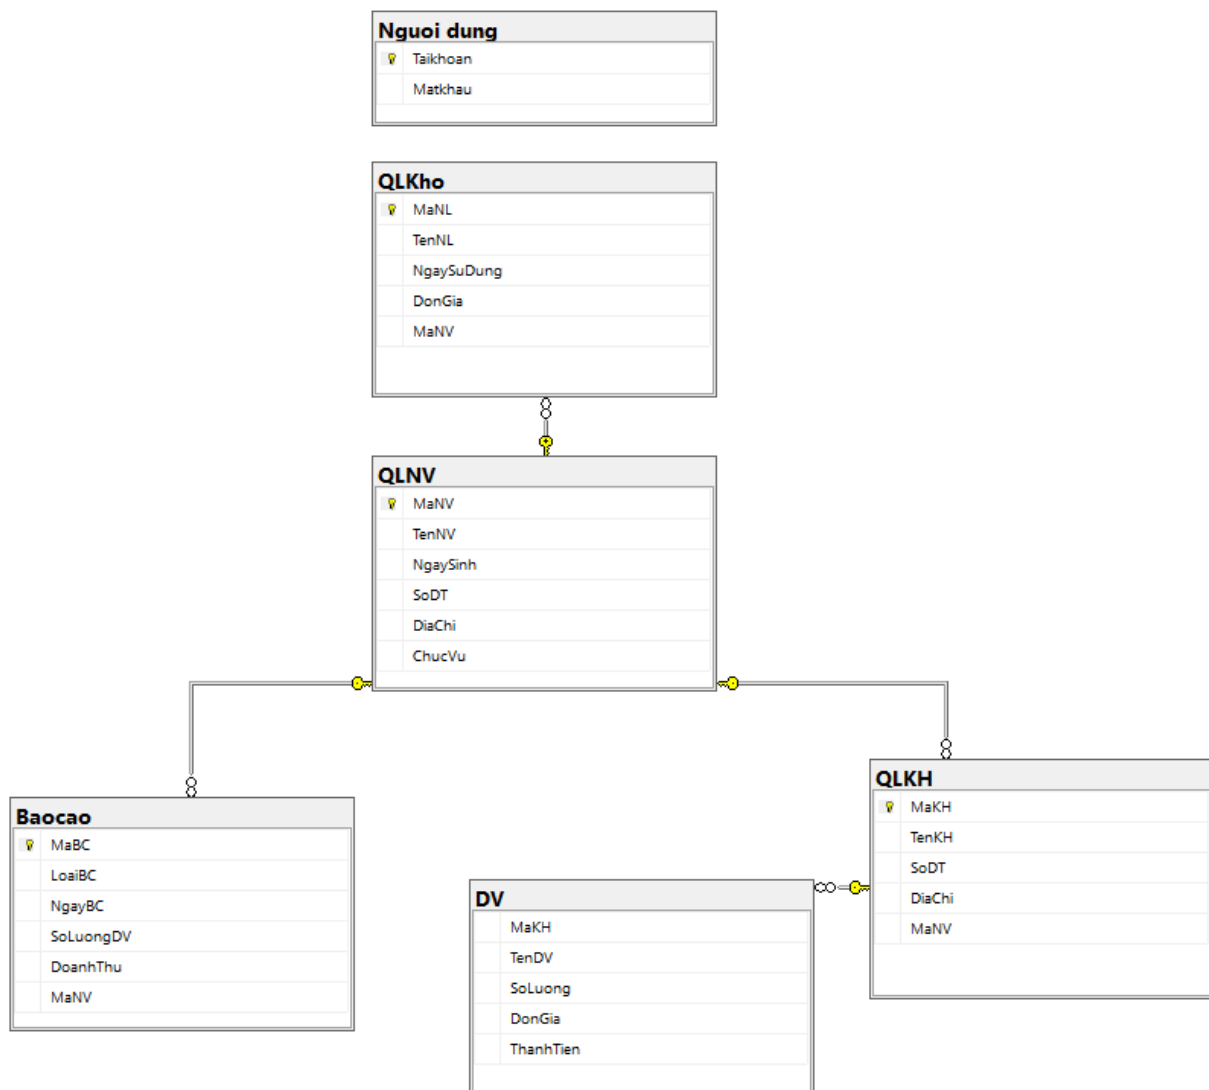 Nguoi dung
Taikhoan
Matkhau
QLKho
MaNL
TenNL
NgaySuDung
DonGia
MaNV
QLNV
MaNV
TenNV
NgaySinh
SoDT
DiaChi
ChucVu
Baocao
MaBC
LoaiBC
NgayBC
SoLuongDV
DoanhThu
MaNV
DV
MaKH
TenDV
SoLuong
DonGia
ThanhTien
QLKH
MaKH
TenKH
SoDT
DiaChi
MaNV